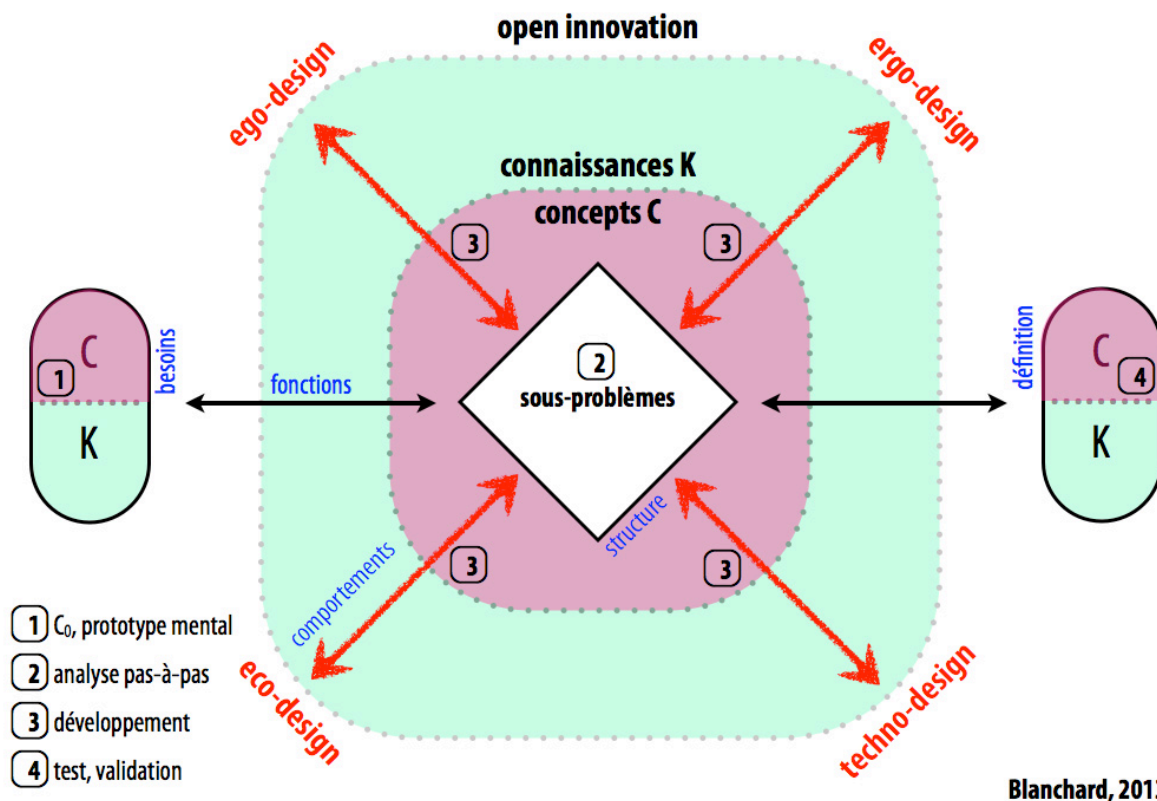 open innovation
ego-design
ergo-design
connaissances K
concepts C
3
3
C
1
K
besoins
fonctions
2
sous-problèmes
définition
C
4
K
structure
comportements
3
3
eco-design
techno-design
1 C₀, prototype mental
2 analyse pas-à-pas
3 développement
4 test, validation
Blanchard,